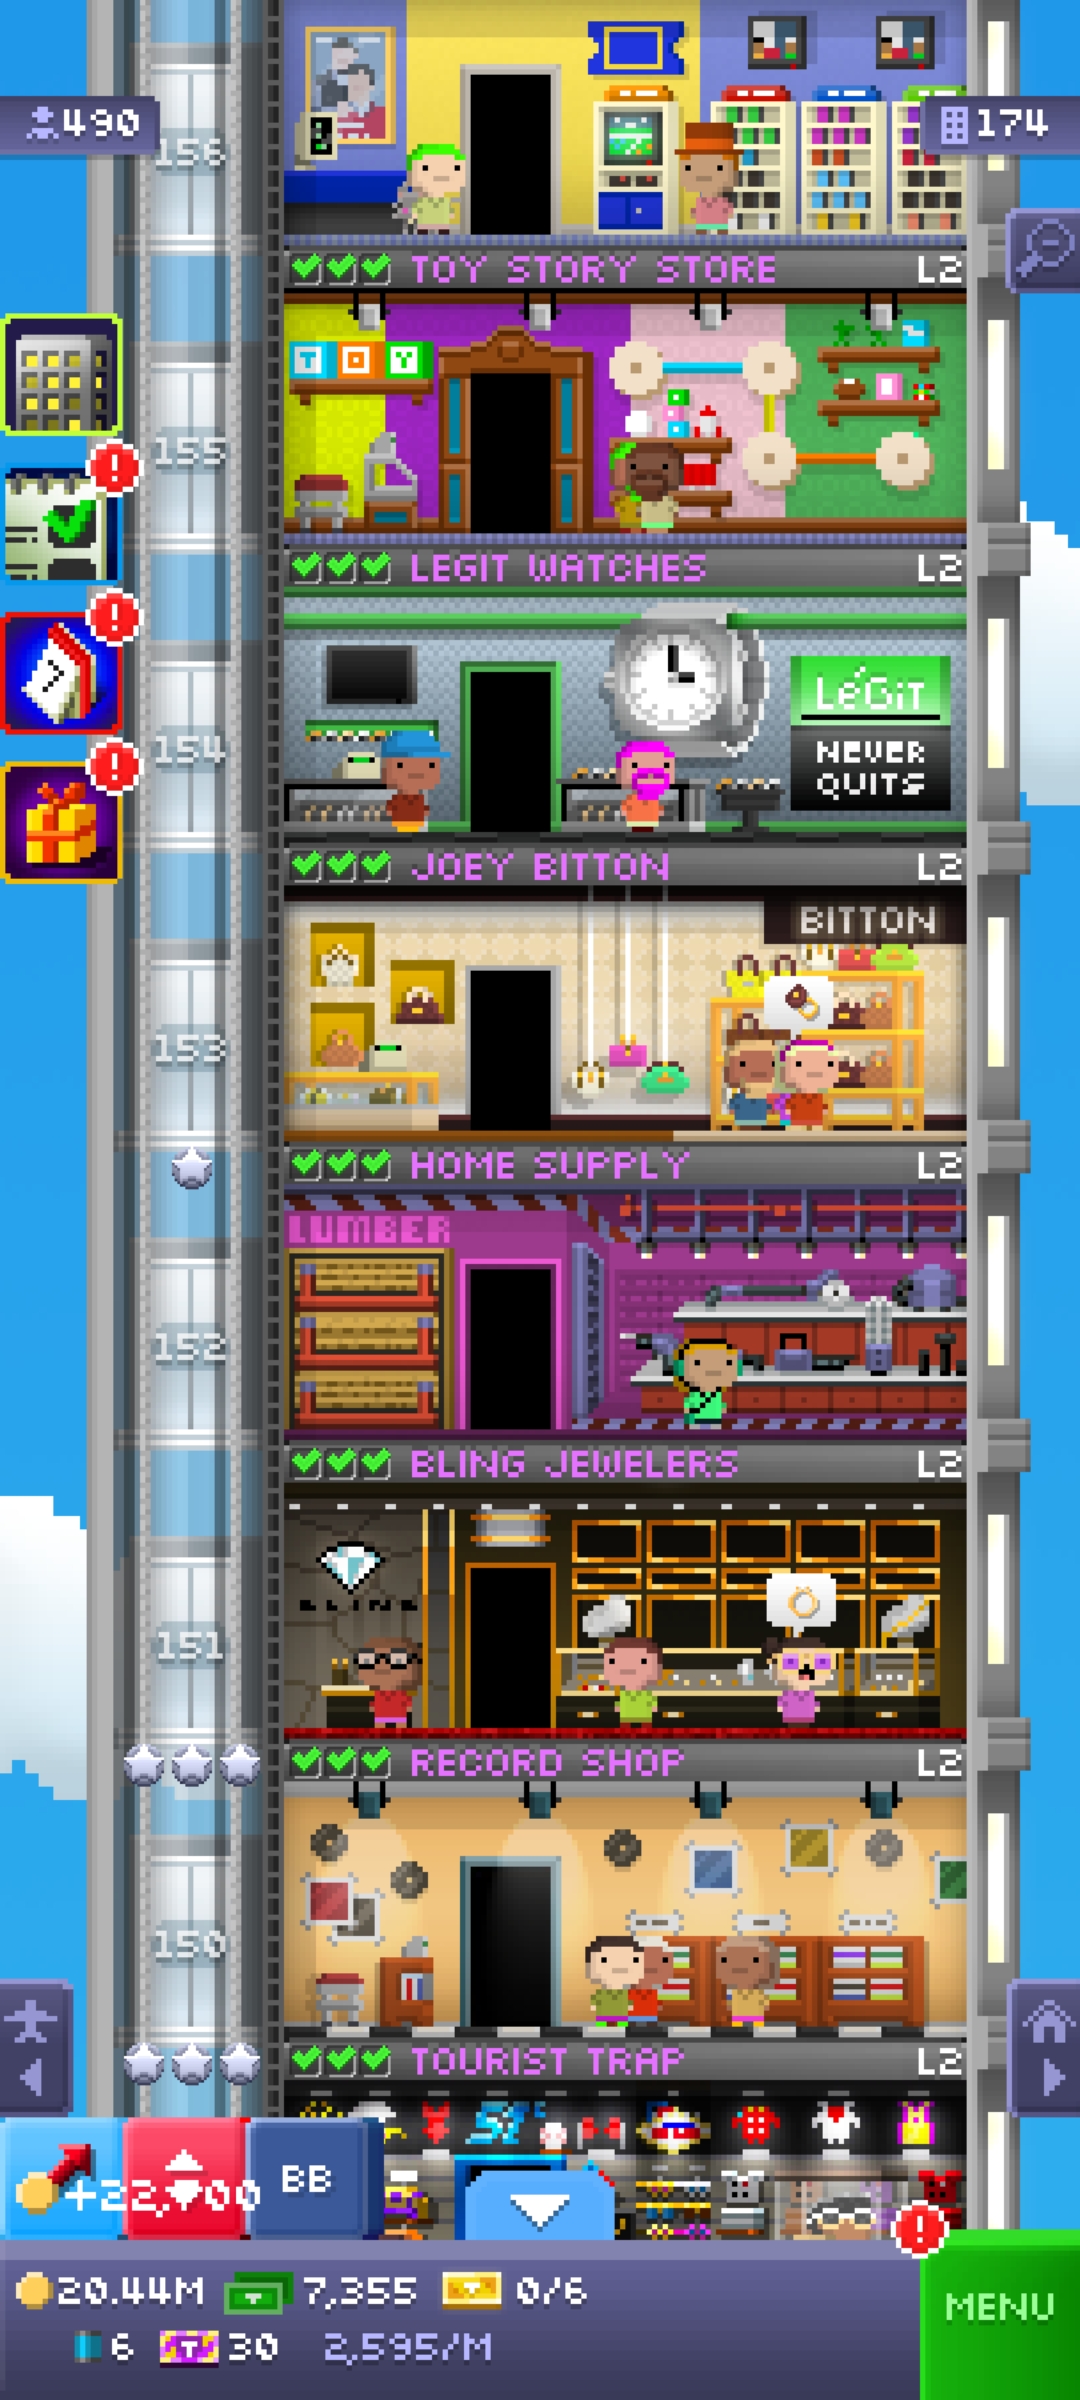 490
174
156
TOY STORY STORE L2
TOY
155
LEGIT WATCHES L2
LeGiT
NEVER
QUITS
154
JOEY BITTON L2
BITTON
153
HOME SUPPLY L2
LUMBER
152
BLING JEWELERS L2
BLING
151
RECORD SHOP L2
150
TOURIST TRAP L2
BB
20.44M 7,355 0/6
6 T 30 2,595/M
MENU